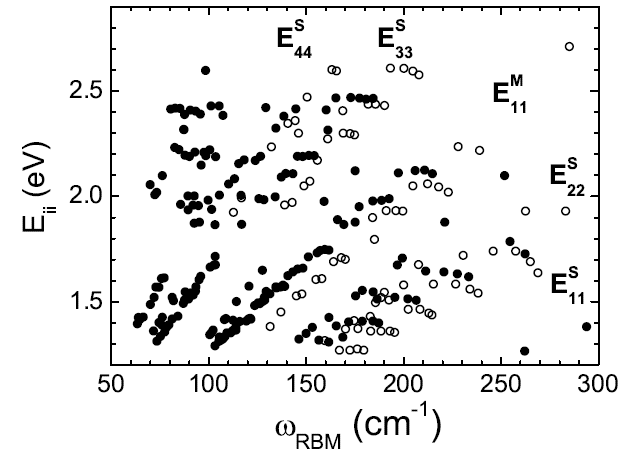 E^S_44 E^S_33
2.5
E^M_11
E_ii (eV)
2.0
E^S_22
1.5
E^S_11
50 100 150 200 250 300
ω_RBM (cm^-1)